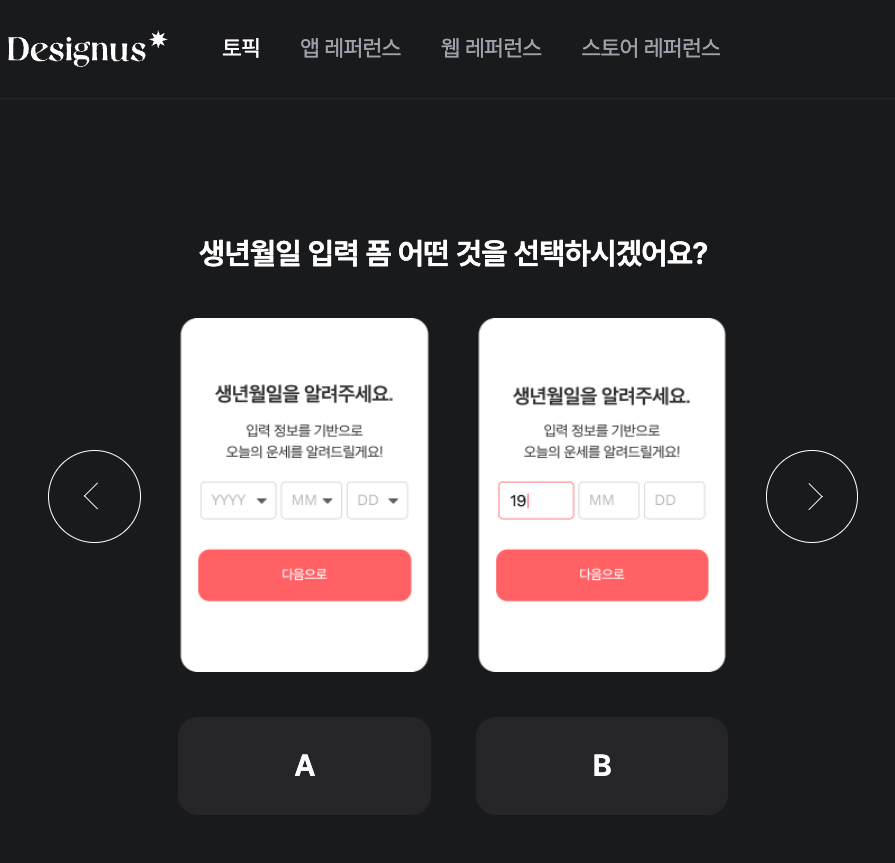 Designus
토픽 앱 레퍼런스 웹 레퍼런스 스토어 레퍼런스
생년월일 입력 폼 어떤 것을 선택하시겠어요?
생년월일을 알려주세요.
입력 정보를 기반으로
오늘의 운세를 알려드릴게요!
YYYY MM DD
다음으로
생년월일을 알려주세요.
입력 정보를 기반으로
오늘의 운세를 알려드릴게요!
19 MM DD
다음으로
A
B